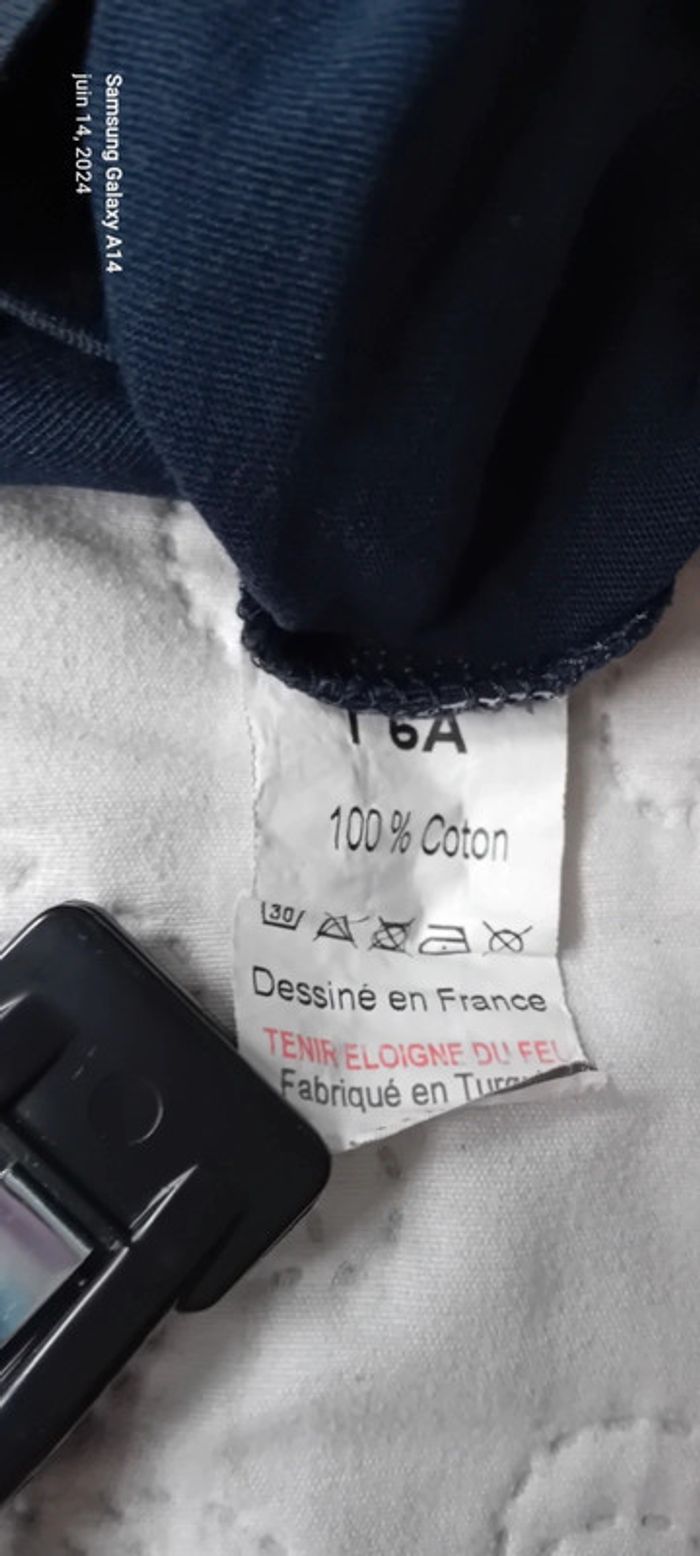 Samsung Galaxy A14
juin 14, 2024
6A
100 % Coton
30
Dessiné en France
TENIR ELOIGNE DU FEU
Fabriqué en